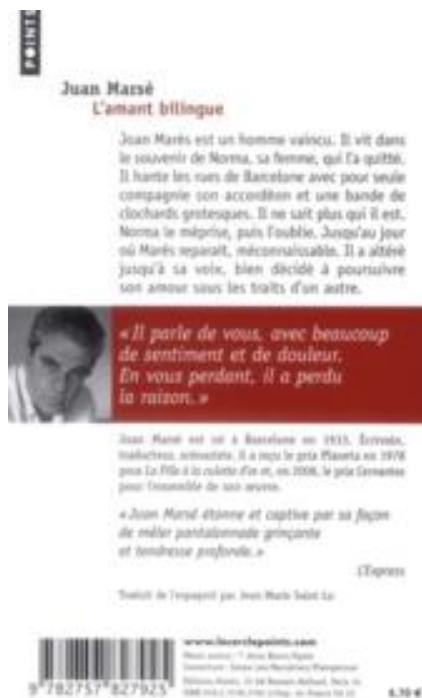 POINTS
Juan Marsé
L'amant bilingue
Joan Marés est un homme vaincu. Il vit dans
le souvenir de Norma, sa femme, qui l'a quitté.
Il hante les rues de Barcelone avec pour seule
compagnie son accordéon et une bande de
clochards grotesques. Il ne sait plus qui il est.
Norma le méprise, puis l'oublie. Jusqu'au jour
où Marés reparaît, méconnaissable. Il a altéré
jusqu'à sa voix, bien décidé à poursuivre
son amour sous les traits d'un autre.
« Il parle de vous, avec beaucoup
de sentiment et de douleur.
En vous perdant, il a perdu
la raison. »
Juan Marsé est né à Barcelone en 1933. Écrivain,
traducteur, scénariste, il a reçu le prix Planeta en 1978
pour La Fille à la culotte d'or et, en 2008, le prix Cervantes
pour l'ensemble de son œuvre.
« Juan Marsé étonne et captive par sa façon
de mêler pantalonnade grinçante
et tendresse profonde. »
L'Express
Traduit de l'espagnol par Jean-Marie Saint-Lu
www.lecerclepoints.com
9 782757 827925
6,50 €